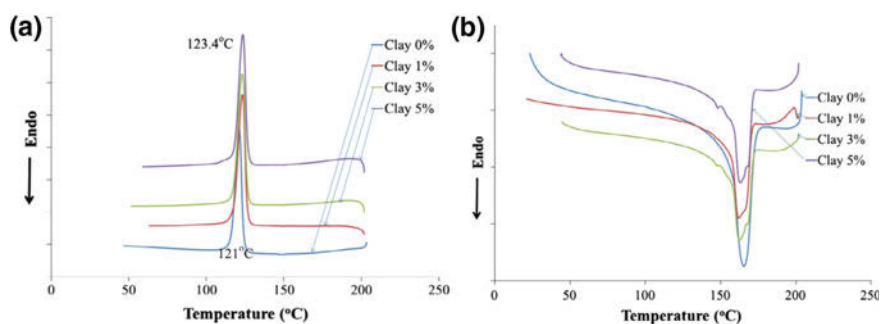 (a)
123.4°C
Clay 0%
Clay 1%
Clay 3%
Clay 5%
Endo
121°C
0 50 100 150 200 250
Temperature (°C)
(b)
Clay 0%
Clay 1%
Clay 3%
Clay 5%
Endo
0 50 100 150 200 250
Temperature (°C)